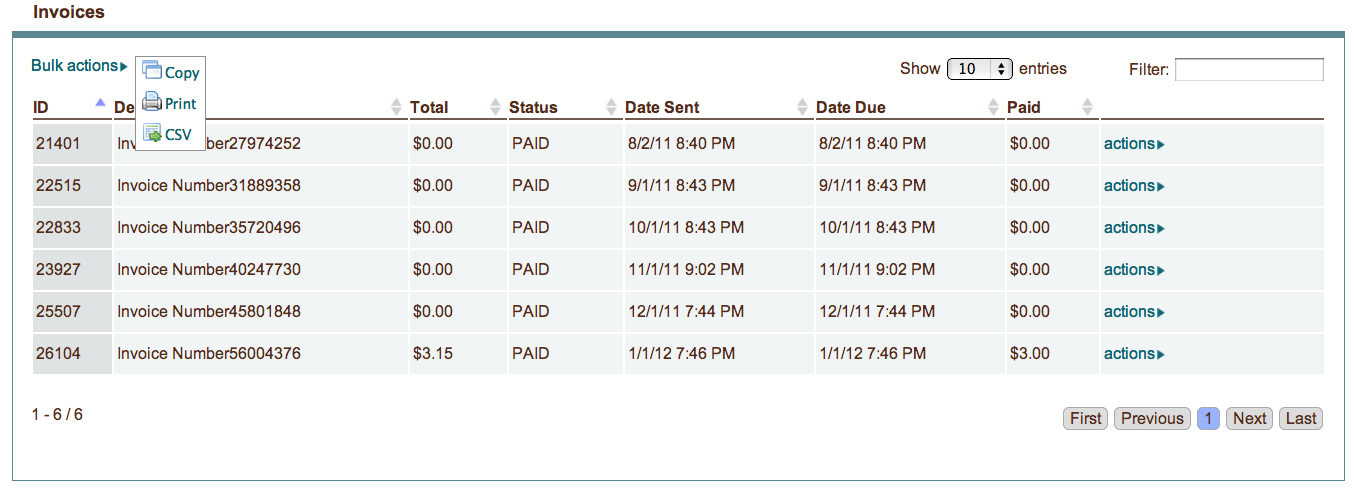 Invoices
Bulk actions
Copy
Print
CSV
Show 10 entries Filter:
ID De Total Status Date Sent Date Due Paid
21401 Inv ber27974252 $0.00 PAID 8/2/11 8:40 PM 8/2/11 8:40 PM $0.00 actions
22515 Invoice Number31889358 $0.00 PAID 9/1/11 8:43 PM 9/1/11 8:43 PM $0.00 actions
22833 Invoice Number35720496 $0.00 PAID 10/1/11 8:43 PM 10/1/11 8:43 PM $0.00 actions
23927 Invoice Number40247730 $0.00 PAID 11/1/11 9:02 PM 11/1/11 9:02 PM $0.00 actions
25507 Invoice Number45801848 $0.00 PAID 12/1/11 7:44 PM 12/1/11 7:44 PM $0.00 actions
26104 Invoice Number56004376 $3.15 PAID 1/1/12 7:46 PM 1/1/12 7:46 PM $3.00 actions
1 - 6 / 6 First Previous 1 Next Last